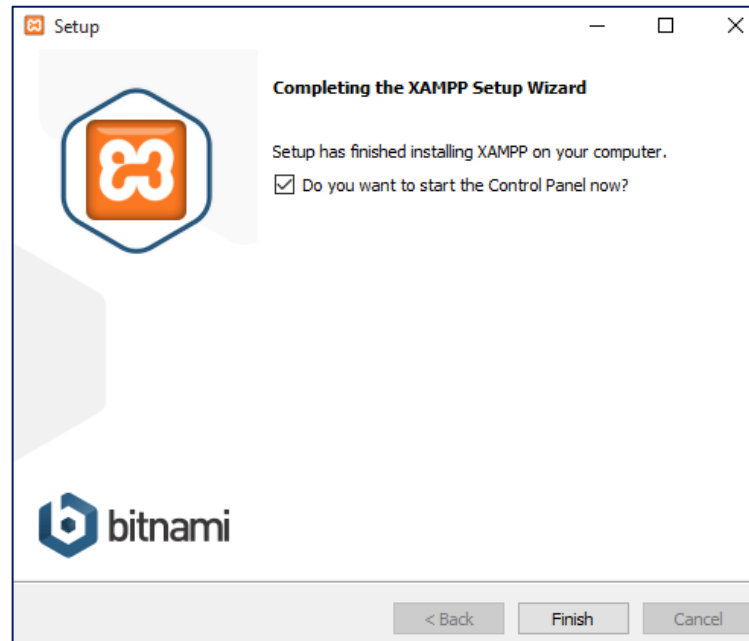 Setup
Completing the XAMPP Setup Wizard
Setup has finished installing XAMPP on your computer.
Do you want to start the Control Panel now?
bitnami
< Back
Finish
Cancel